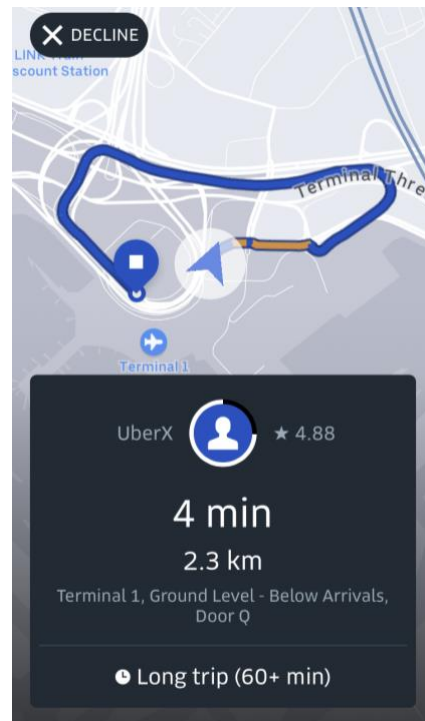 DECLINE
LINK Train
scount Station
Terminal Thre
Terminal 1
UberX
★ 4.88
4 min
2.3 km
Terminal 1, Ground Level - Below Arrivals,
Door Q
Long trip (60+ min)